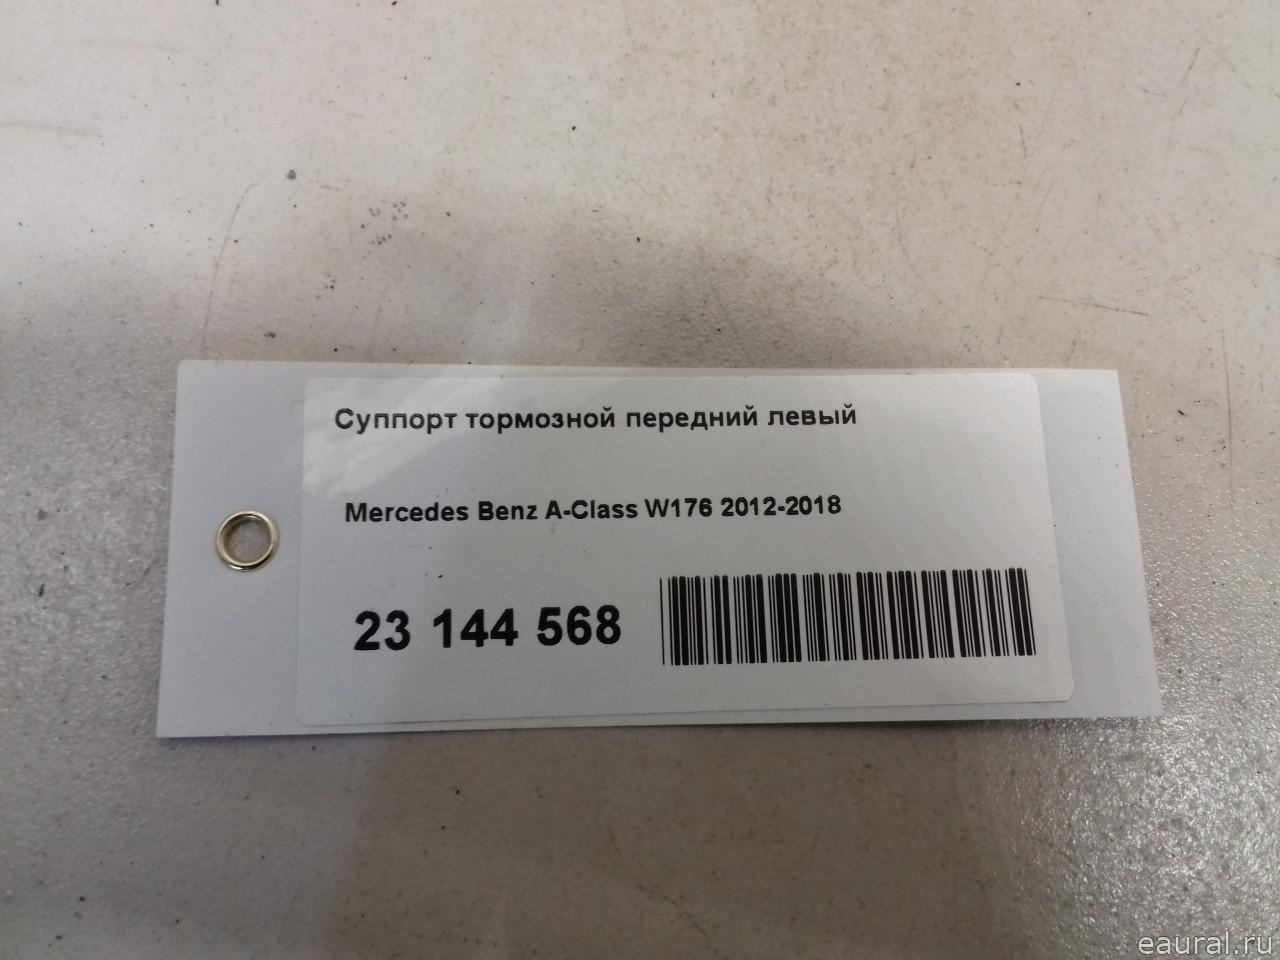 Суппорт тормозной передний левый
Mercedes Benz A-Class W176 2012-2018
23 144 568
eaural.ru